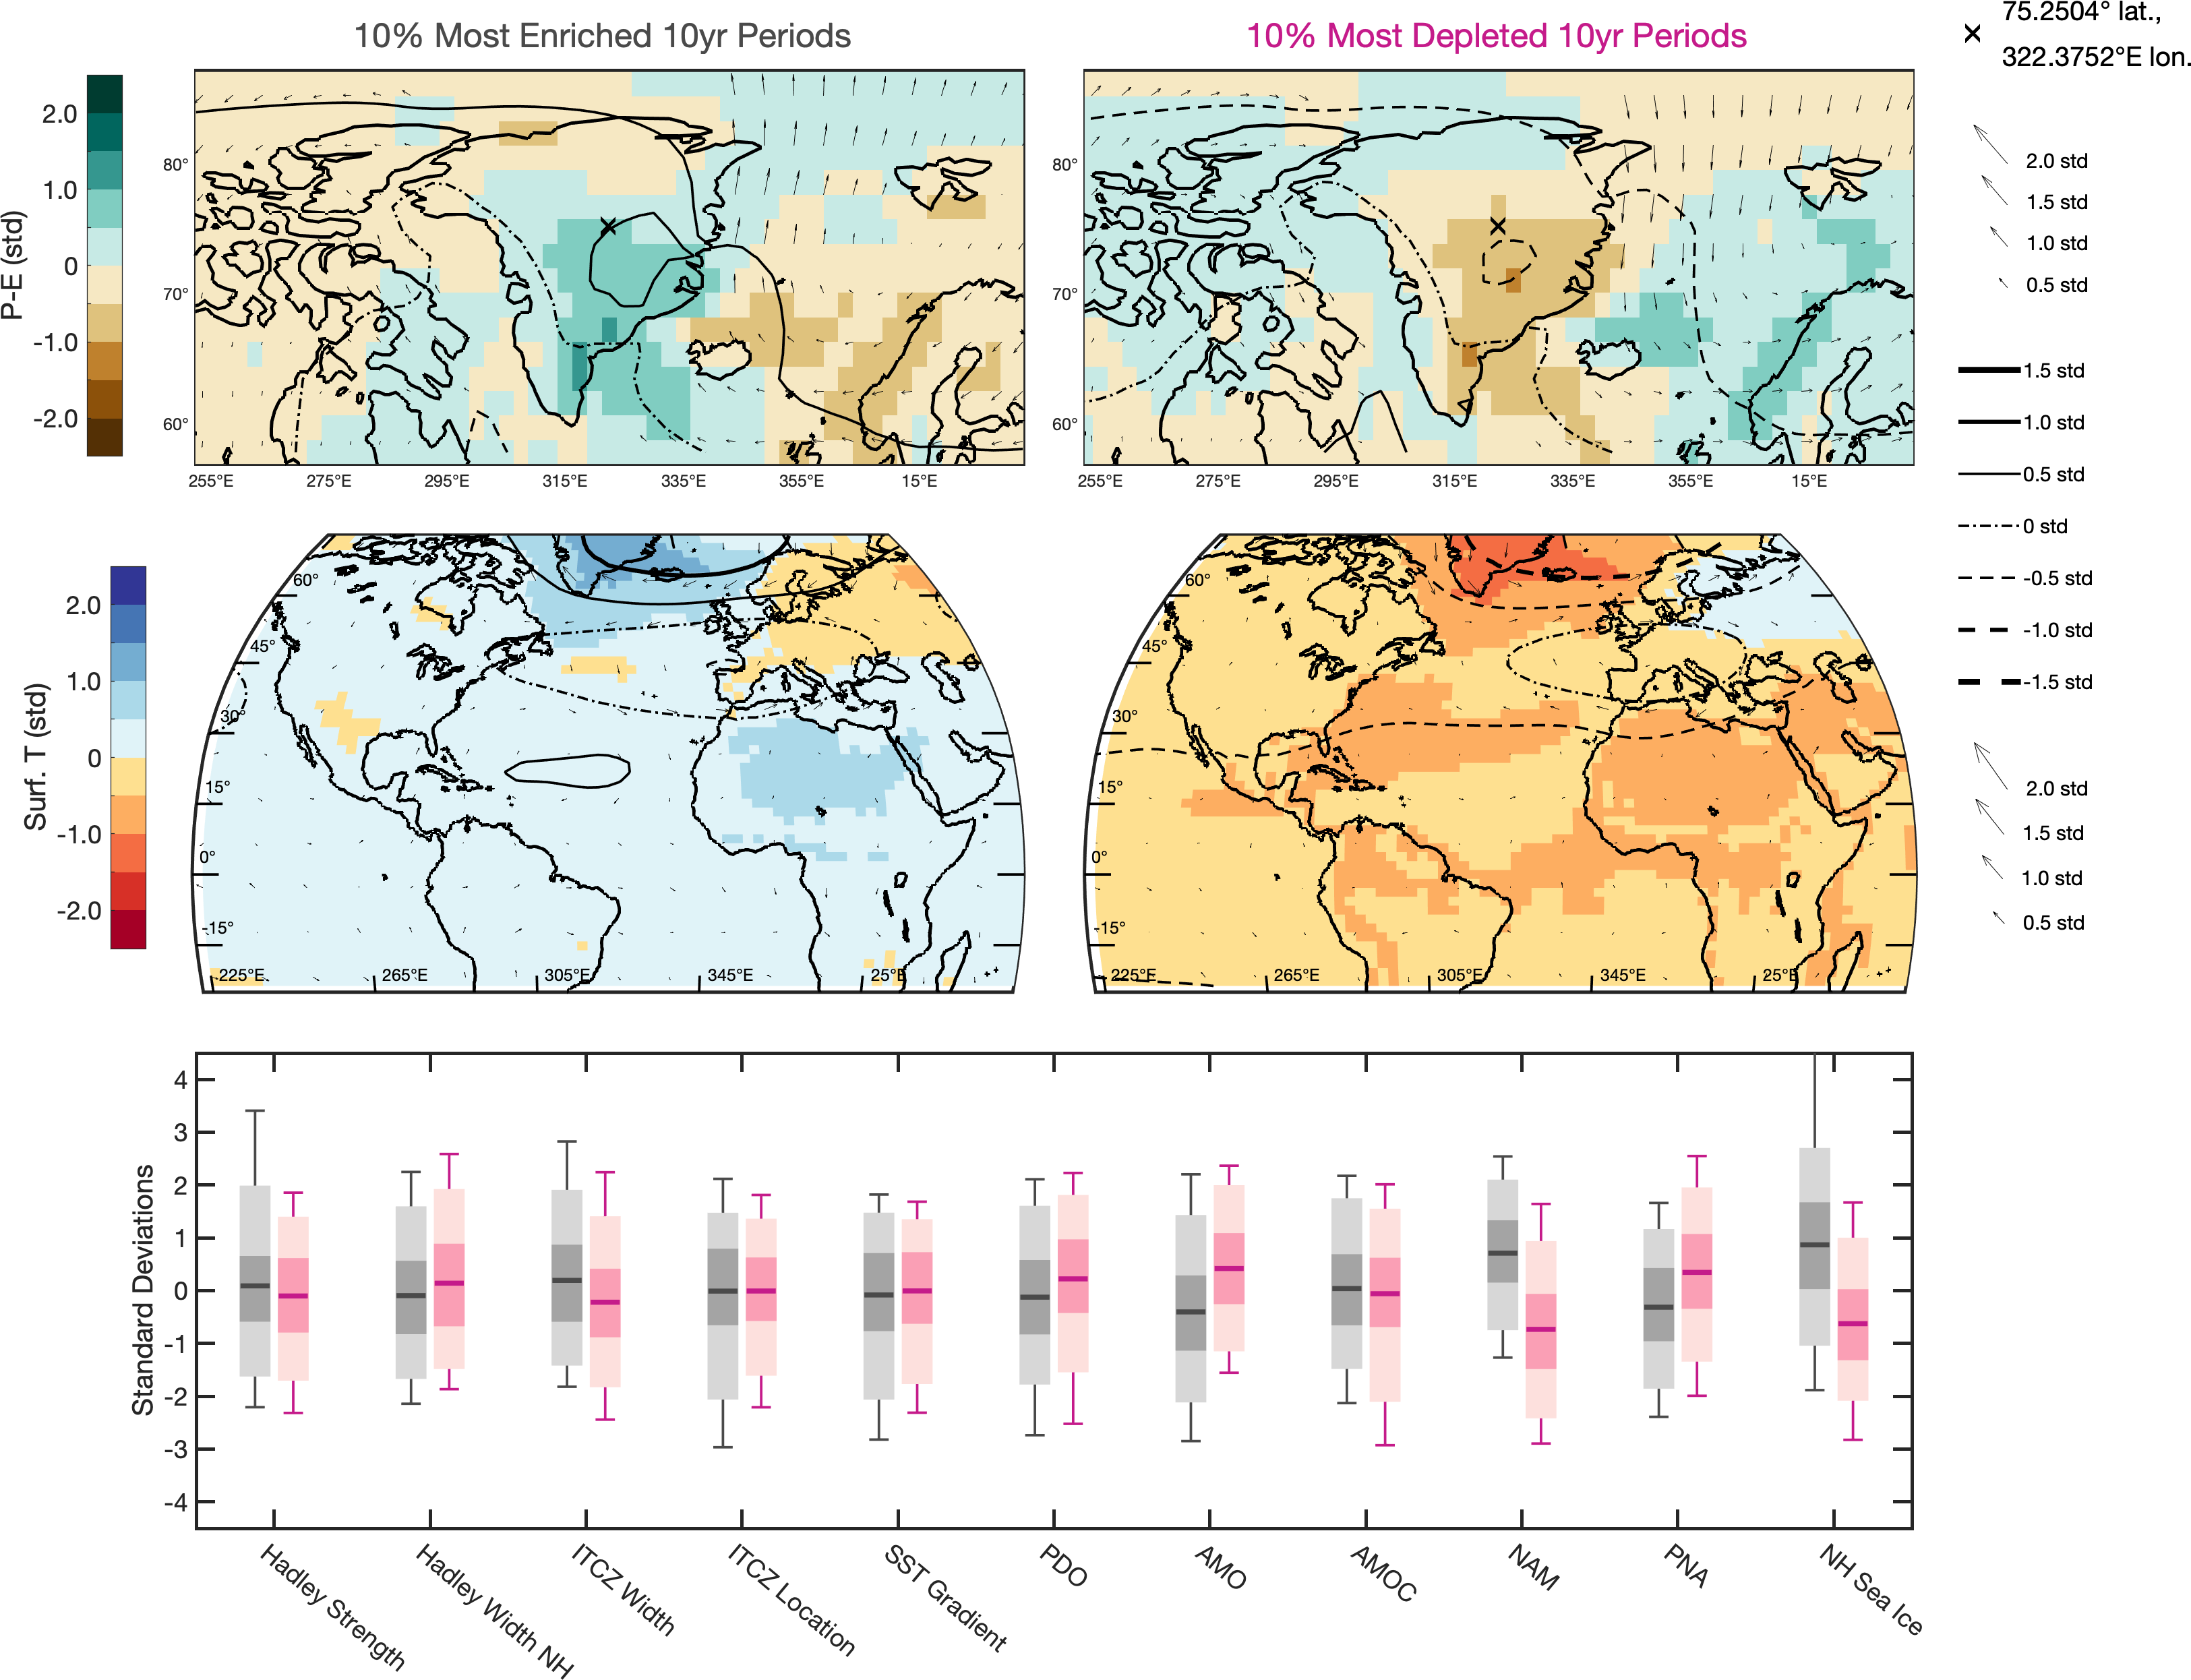 10% Most Enriched 10yr Periods
10% Most Depleted 10yr Periods
75.2504° lat.,
322.3752°E lon.
P-E (std)
2.0
1.0
0
-1.0
-2.0
80°
70°
60°
255°E 275°E 295°E 315°E 335°E 355°E 15°E
80°
70°
60°
255°E 275°E 295°E 315°E 335°E 355°E 15°E
2.0 std
1.5 std
1.0 std
0.5 std
1.5 std
1.0 std
0.5 std
0 std
-0.5 std
-1.0 std
-1.5 std
Surf. T (std)
2.0
1.0
0
-1.0
-2.0
60°
45°
30°
15°
0°
-15°
225°E 265°E 305°E 345°E 25°E
60°
45°
30°
15°
0°
-15°
225°E 265°E 305°E 345°E 25°E
2.0 std
1.5 std
1.0 std
0.5 std
Standard Deviations
4
3
2
1
0
-1
-2
-3
-4
Hadley Strength
Hadley Width NH
ITCZ Width
ITCZ Location
SST Gradient
PDO
AMO
AMOC
NAM
PNA
NH Sea Ice